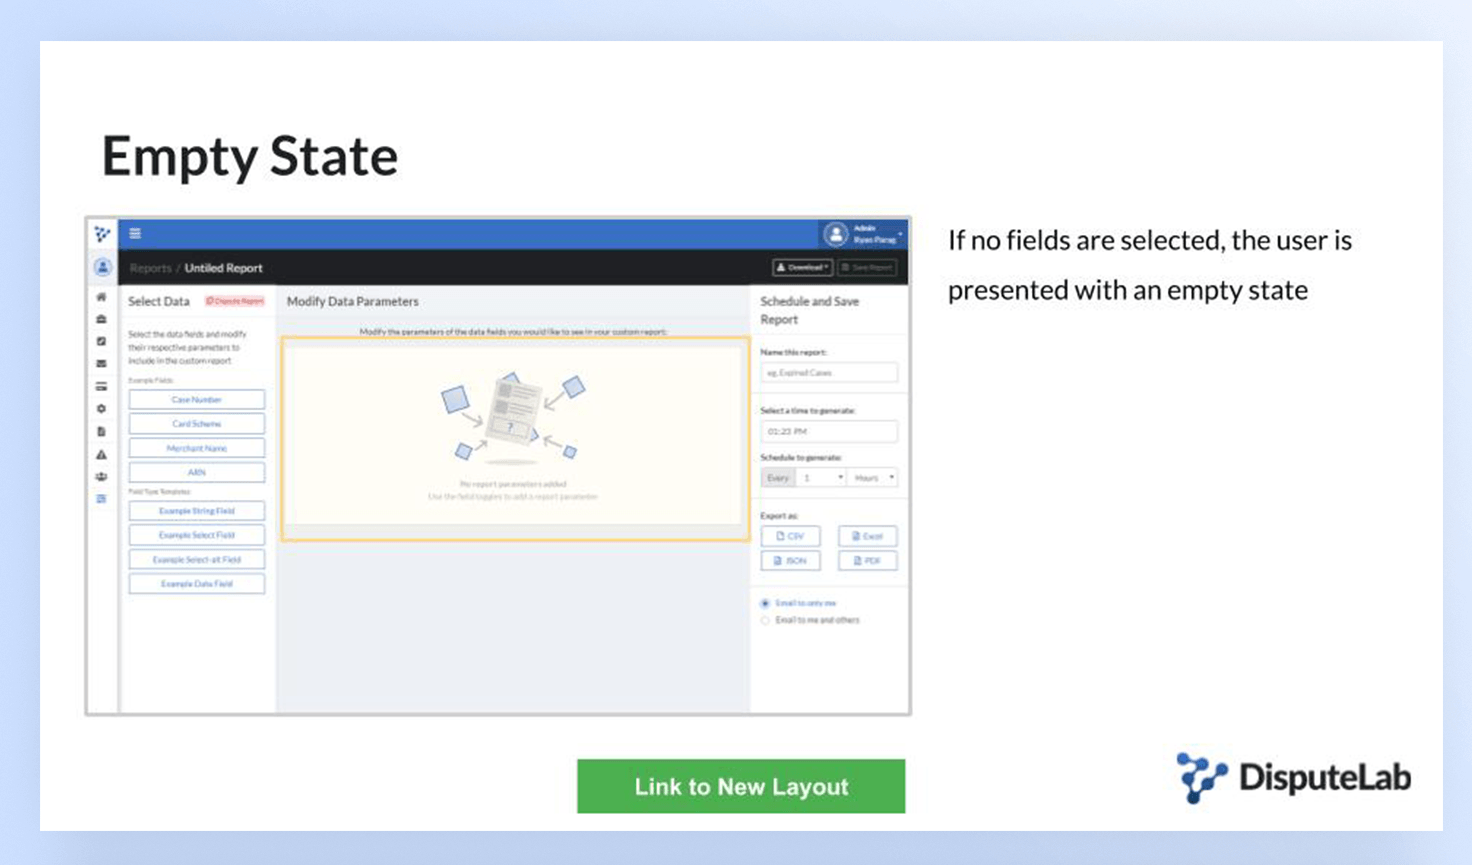 Empty State
Admin
Ryan Parag
Reports / Untiled Report
Download
Save Report
Select Data
Dispute Report
Select the data fields and modify
their respective parameters to
include in the custom report
Example Fields
Case Number
Card Scheme
Merchant Name
ARN
Field Type Templates
Example String Field
Example Select Field
Example Select-alt Field
Example Date Field
Modify Data Parameters
Modify the parameters of the data fields you would like to see in your custom report:
?
No report parameters added
Use the field toggles to add a report parameter
Schedule and Save
Report
Name this report:
eg. Expired Cases
Select a time to generate:
01:23 PM
Schedule to generate:
Every 1 Hours
Export as:
CSV
Excel
JSON
PDF
Email to only me
Email to me and others
If no fields are selected, the user is
presented with an empty state
Link to New Layout
DisputeLab